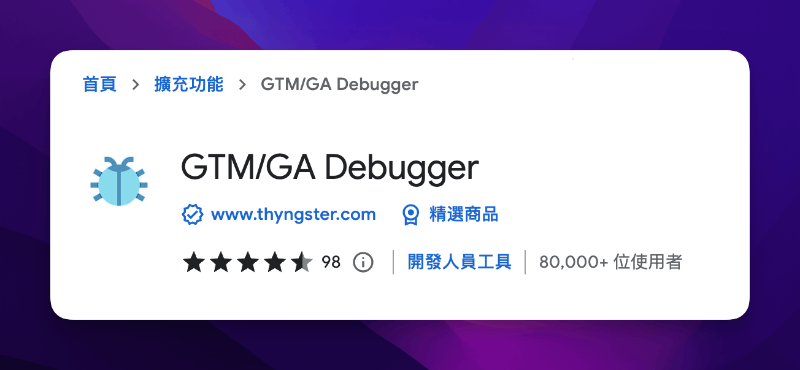 首頁 > 擴充功能 > GTM/GA Debugger
GTM/GA Debugger
www.thyngster.com 精選商品
98 開發人員工具 80,000+ 位使用者